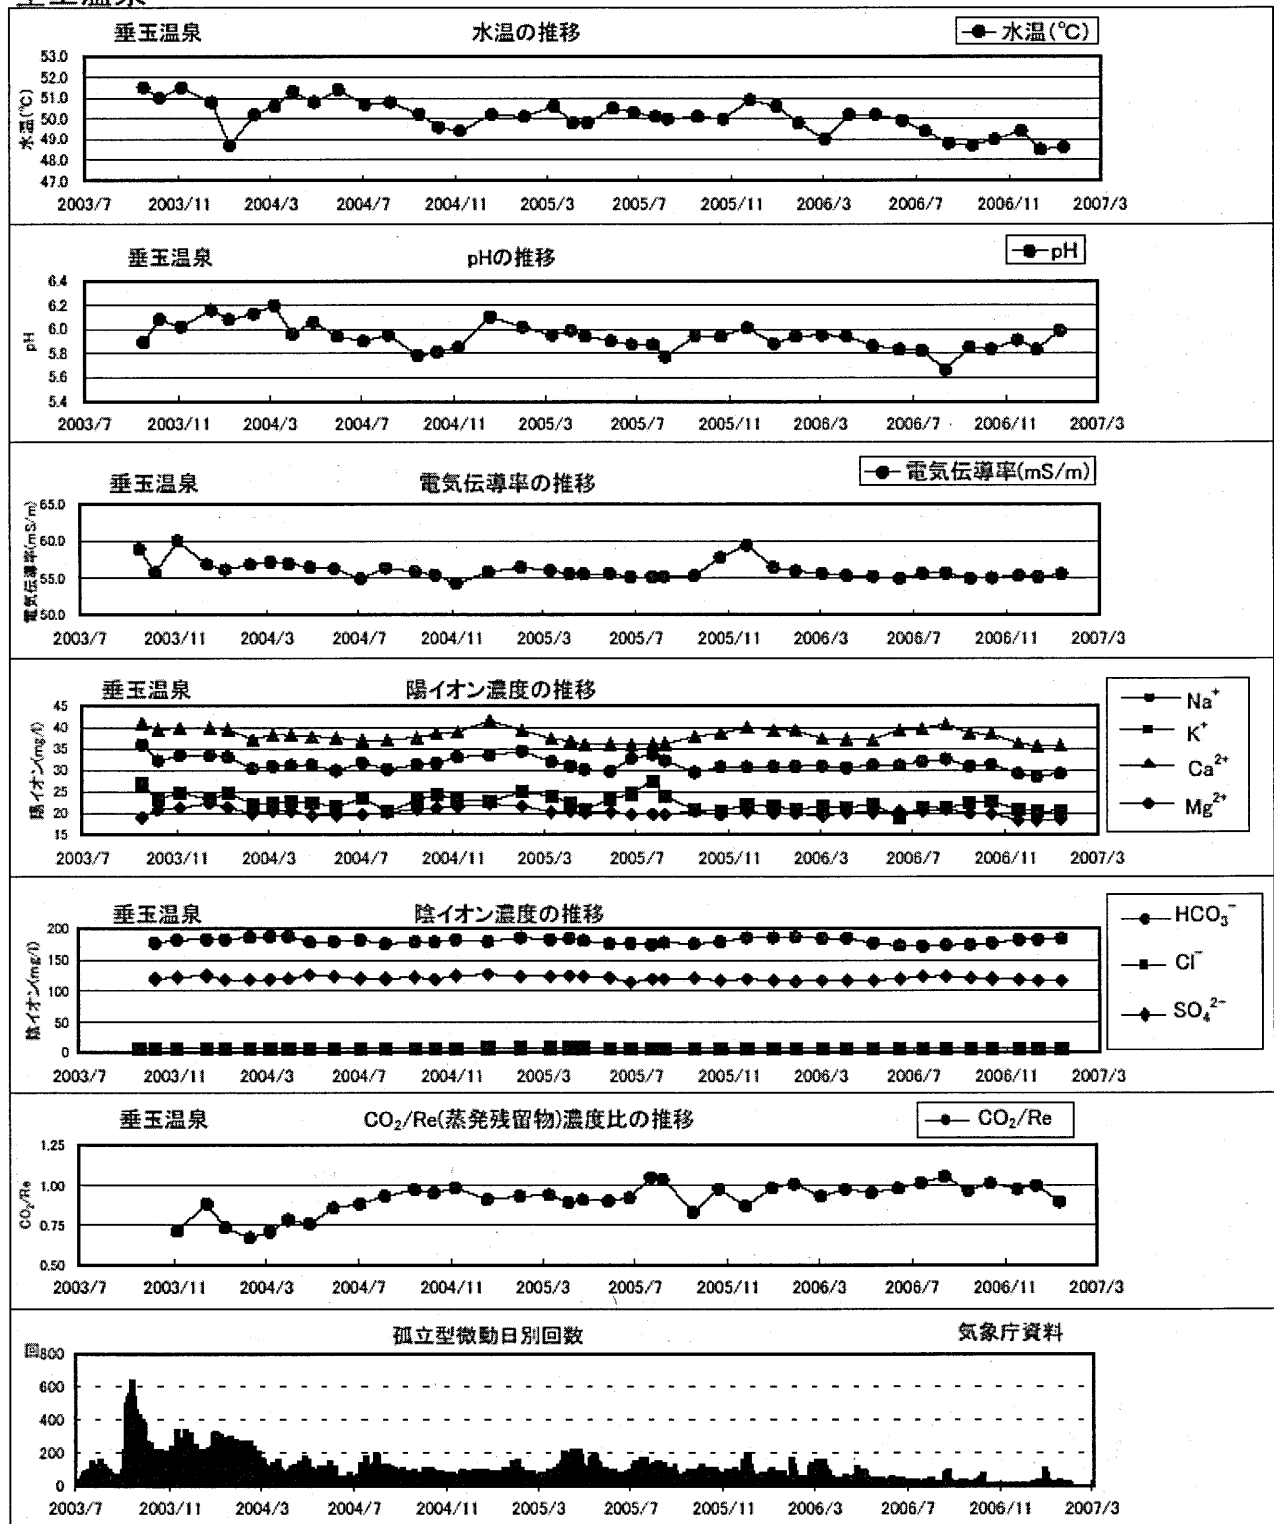 垂玉温泉
垂玉温泉 水温の推移 水温(℃)
水温(℃)
53.0
52.0
51.0
50.0
49.0
48.0
47.0
2003/7 2003/11 2004/3 2004/7 2004/11 2005/3 2005/7 2005/11 2006/3 2006/7 2006/11 2007/3
垂玉温泉 pHの推移 pH
pH
6.4
6.2
6.0
5.8
5.6
5.4
2003/7 2003/11 2004/3 2004/7 2004/11 2005/3 2005/7 2005/11 2006/3 2006/7 2006/11 2007/3
垂玉温泉 電気伝導率の推移 電気伝導率(mS/m)
電気伝導率(mS/m)
65.0
60.0
55.0
50.0
2003/7 2003/11 2004/3 2004/7 2004/11 2005/3 2005/7 2005/11 2006/3 2006/7 2006/11 2007/3
垂玉温泉 陽イオン濃度の推移
陽イオン(mg/l)
45
40
35
30
25
20
15
2003/7 2003/11 2004/3 2004/7 2004/11 2005/3 2005/7 2005/11 2006/3 2006/7 2006/11 2007/3
Na⁺
K⁺
Ca²⁺
Mg²⁺
垂玉温泉 陰イオン濃度の推移
陰イオン(mg/l)
200
150
100
50
0
2003/7 2003/11 2004/3 2004/7 2004/11 2005/3 2005/7 2005/11 2006/3 2006/7 2006/11 2007/3
HCO₃⁻
Cl⁻
SO₄²⁻
垂玉温泉 CO₂/Re(蒸発残留物)濃度比の推移 CO₂/Re
CO₂/Re
1.25
1.00
0.75
0.50
2003/7 2003/11 2004/3 2004/7 2004/11 2005/3 2005/7 2005/11 2006/3 2006/7 2006/11 2007/3
孤立型微動日別回数 気象庁資料
回
800
600
400
200
0
2003/7 2003/11 2004/3 2004/7 2004/11 2005/3 2005/7 2005/11 2006/3 2006/7 2006/11 2007/3